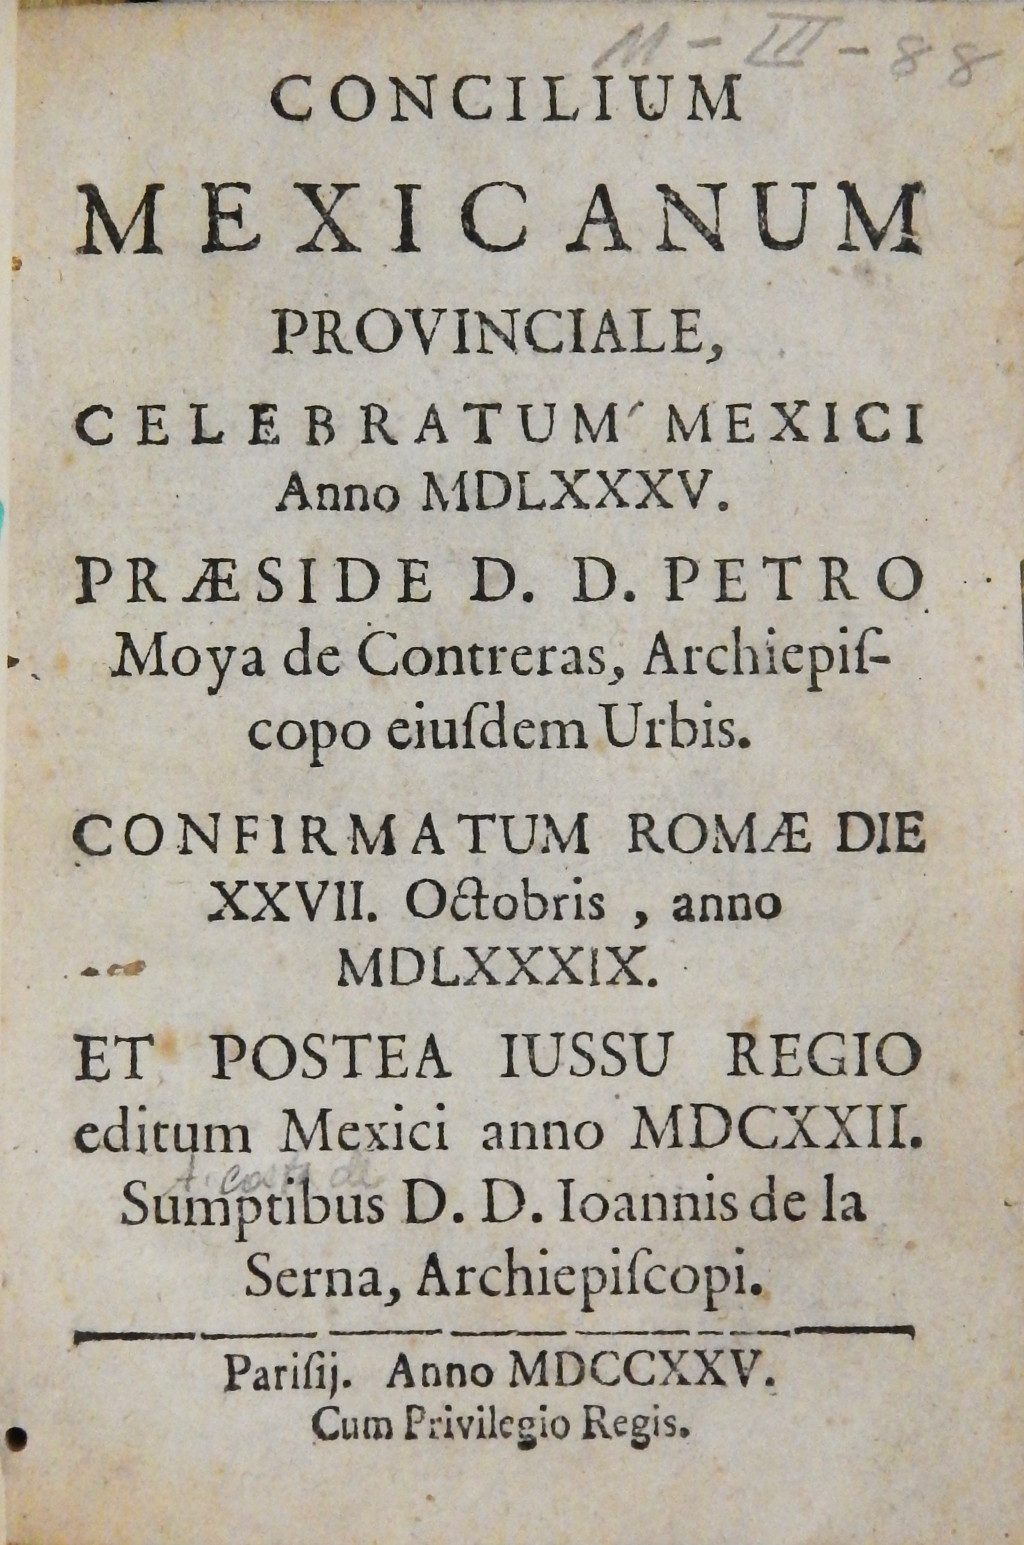 M-III-88
CONCILIUM
MEXICANUM
PROVINCIALE,
CELEBRATUM MEXICI
Anno MDLXXXV.
PRÆSIDE D. D. PETRO
Moya de Contreras, Archiepiſ-
copo eiuſdem Urbis.
CONFIRMATUM ROMÆ DIE
XXVII. Octobris , anno
MDLXXXIX.
ET POSTEA IUSSU REGIO
editum Mexici anno MDCXXII.
Sumptibus D. D. Ioannis de la
Serna, Archiepiſcopi.
Pariſij. Anno MDCCXXV.
Cum Privilegio Regis.